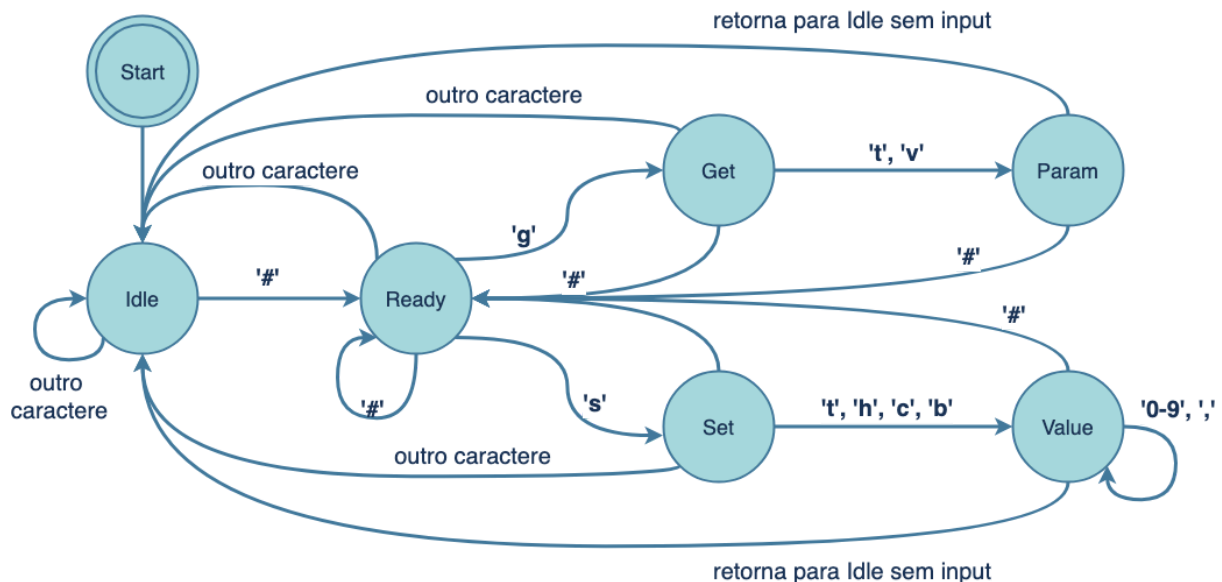 retorna para Idle sem input
Start
outro caractere
outro caractere
't', 'v'
Get
Param
'g'
'#'
'#'
'#'
Idle
Ready
'#'
outro
caractere
'#'
's'
't', 'h', 'c', 'b'
'0-9', ','
Set
Value
outro caractere
retorna para Idle sem input